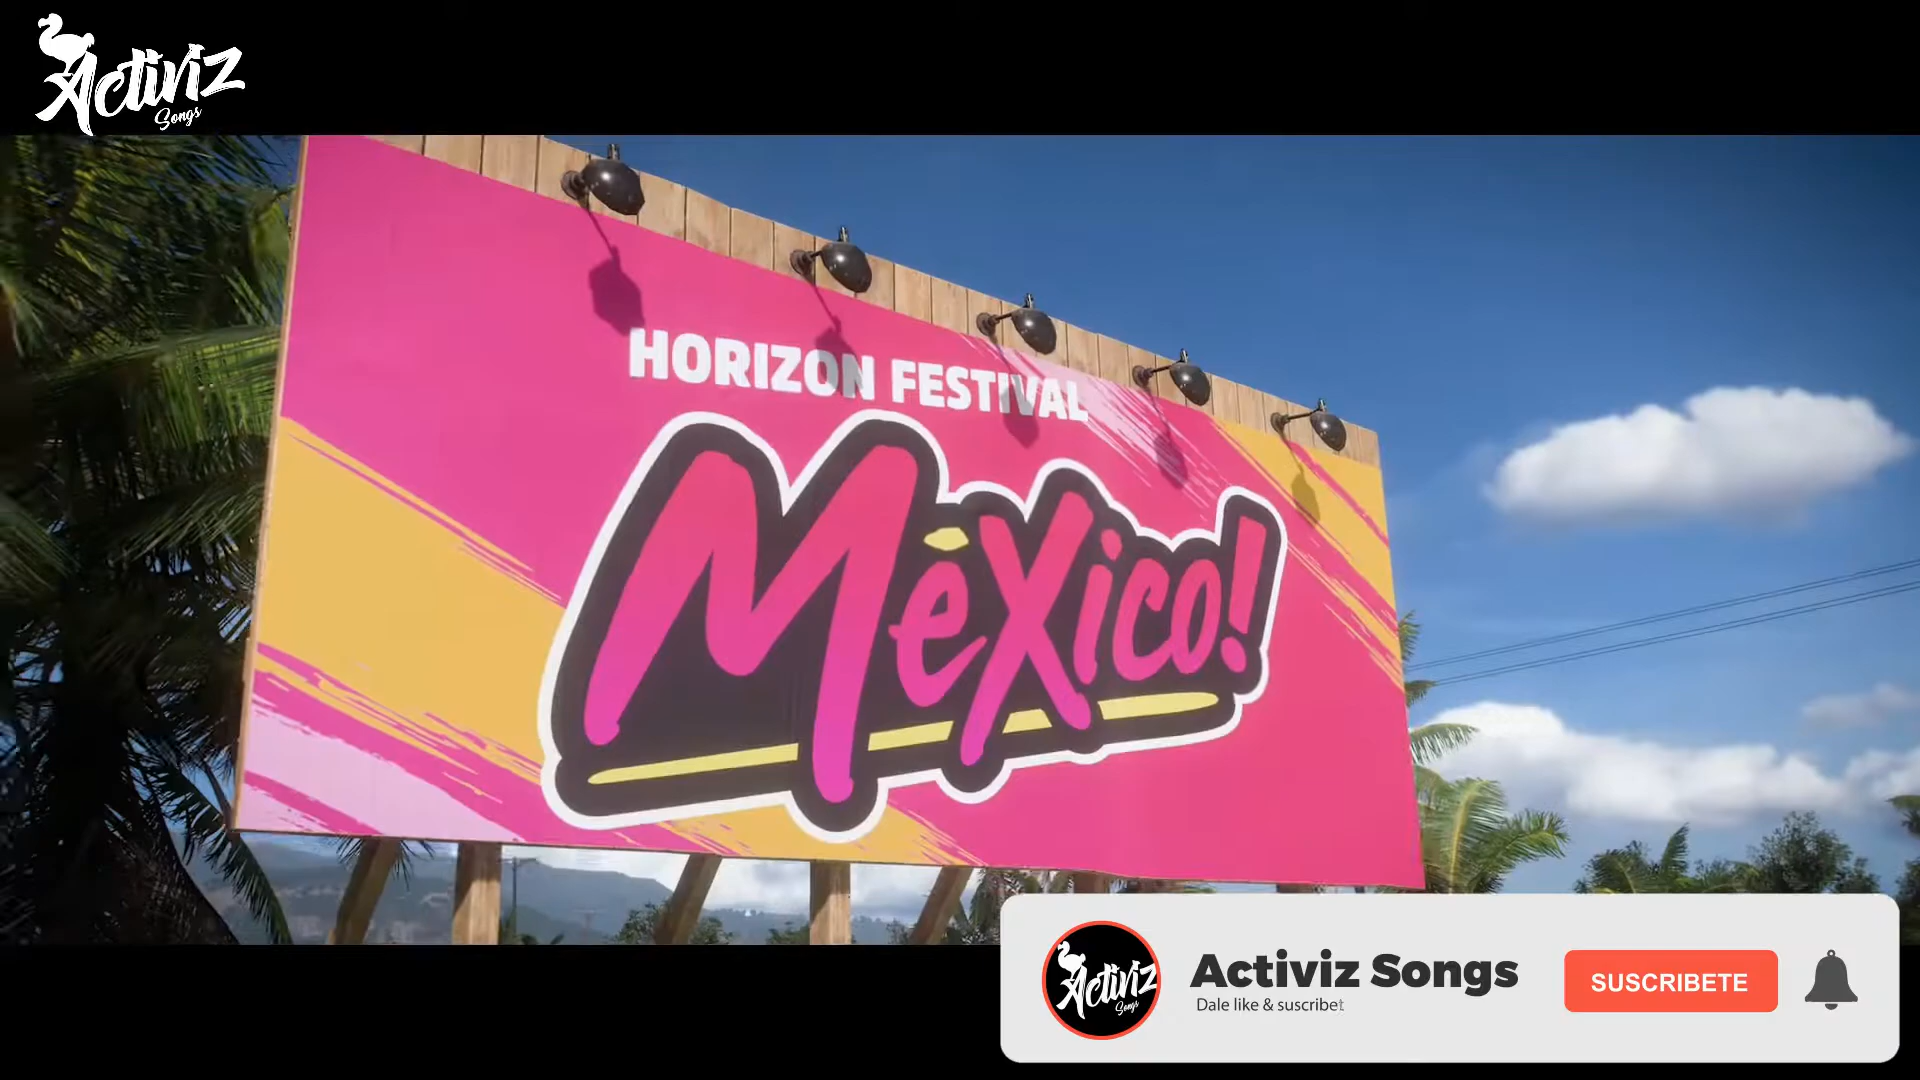 Activiz
Songs
HORIZON FESTIVAL
México!
Activiz
Songs
Activiz Songs
Dale like & suscribet
SUSCRIBETE